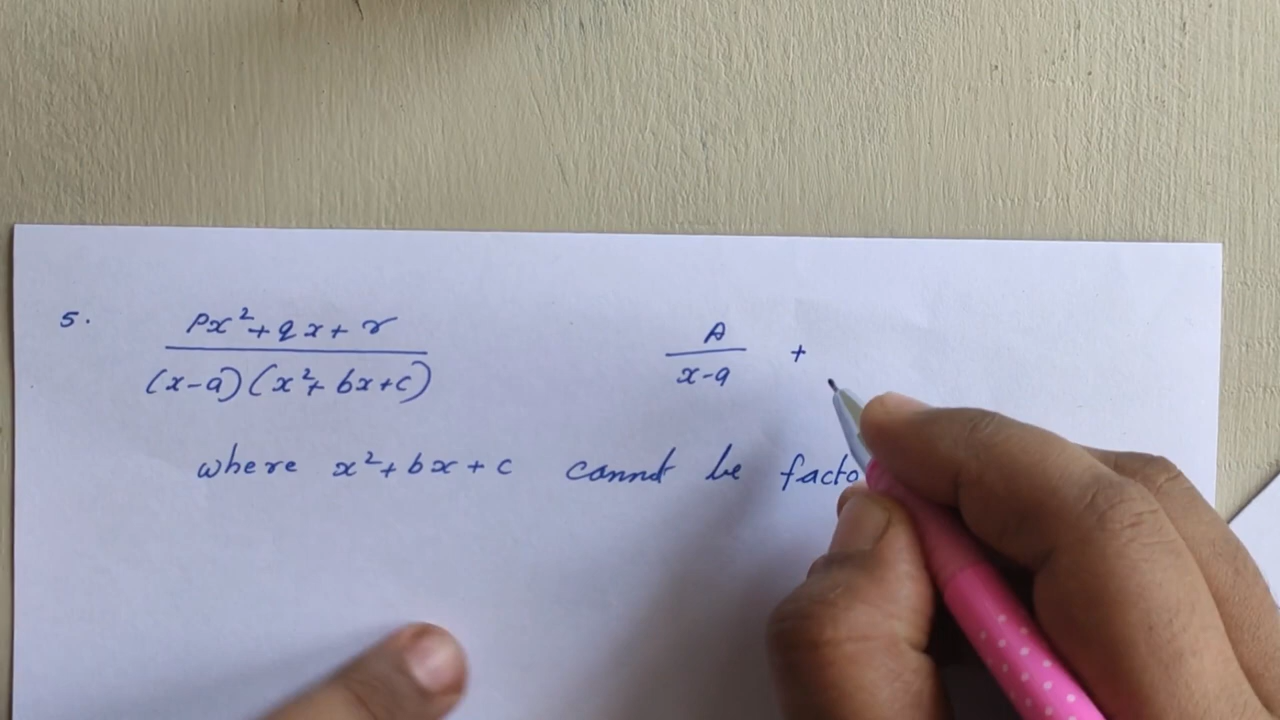 5. px²+qx+r / (x-a)(x²+bx+c) A / x-a +
where x²+bx+c cannot be facto